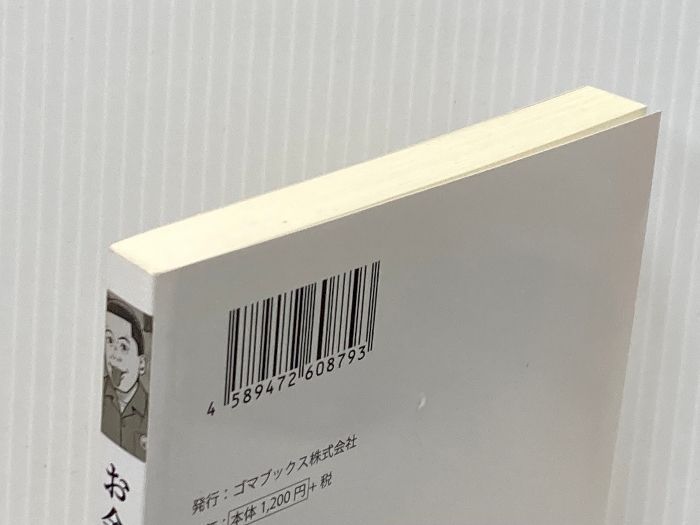 4 589472 608793
発行：ゴマブックス株式会社
本体 1,200 円 + 税
お金